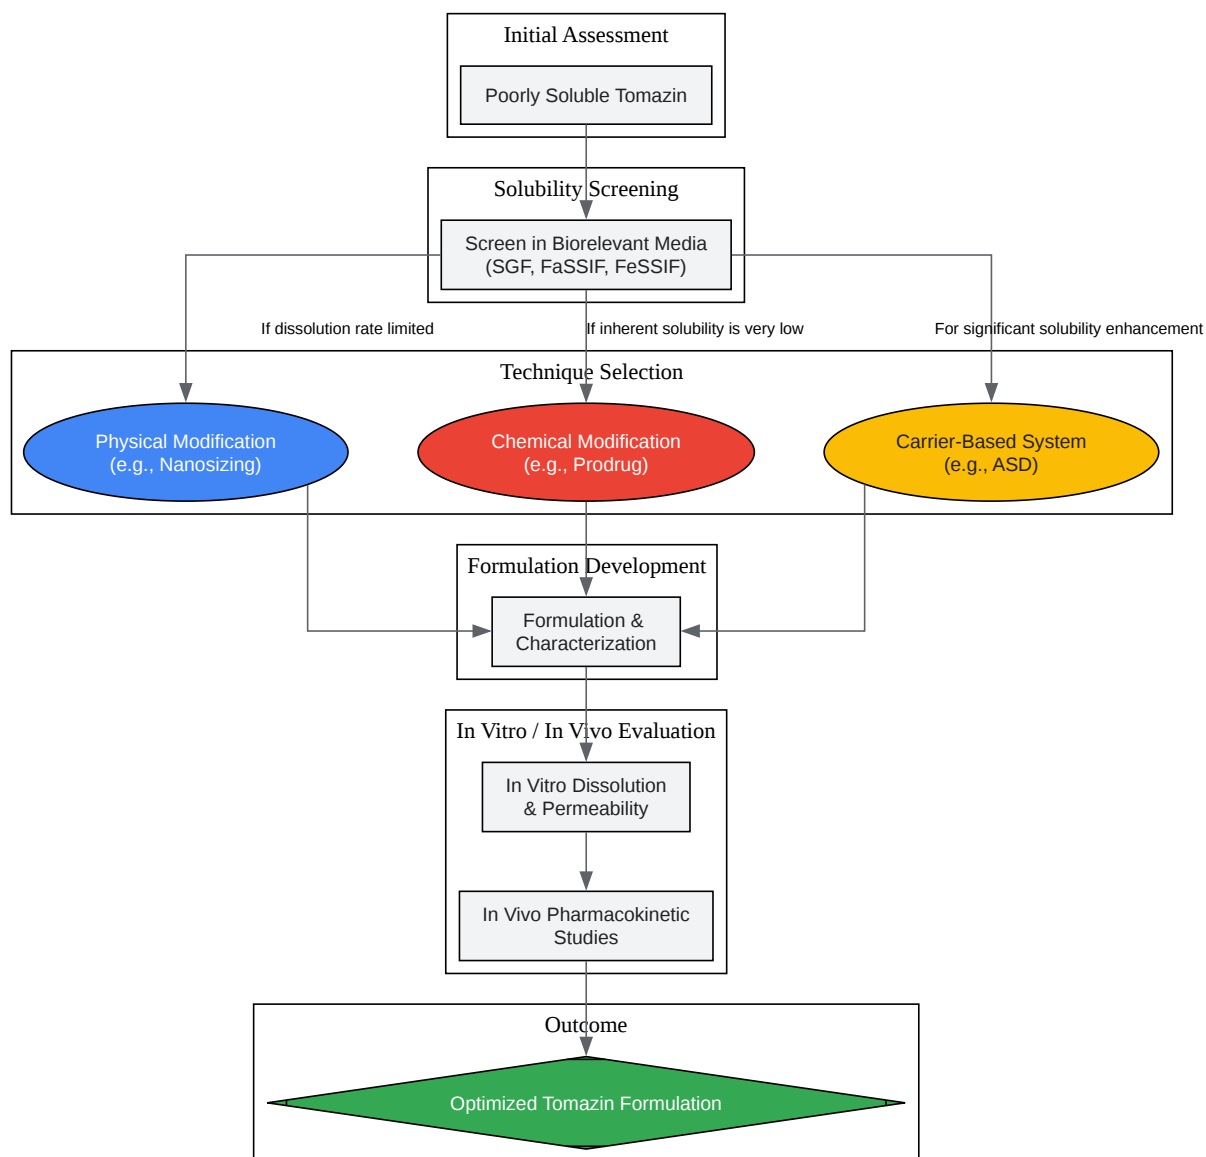 Initial Assessment
Poorly Soluble Tomazin
Solubility Screening
Screen in Biorelevant Media
(SGF, FaSSIF, FeSSIF)
If dissolution rate limited
If inherent solubility is very low
For significant solubility enhancement
Technique Selection
Physical Modification
(e.g., Nanosizing)
Chemical Modification
(e.g., Prodrug)
Carrier-Based System
(e.g., ASD)
Formulation Development
Formulation &
Characterization
In Vitro / In Vivo Evaluation
In Vitro Dissolution
& Permeability
In Vivo Pharmacokinetic
Studies
Outcome
Optimized Tomazin Formulation